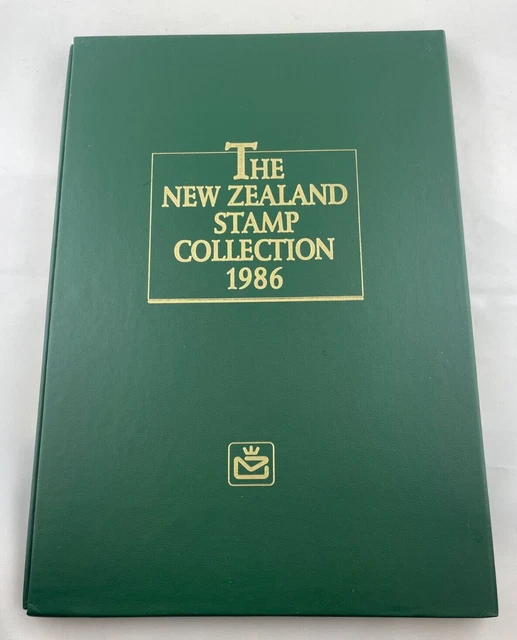 THE
NEW ZEALAND
STAMP
COLLECTION
1986